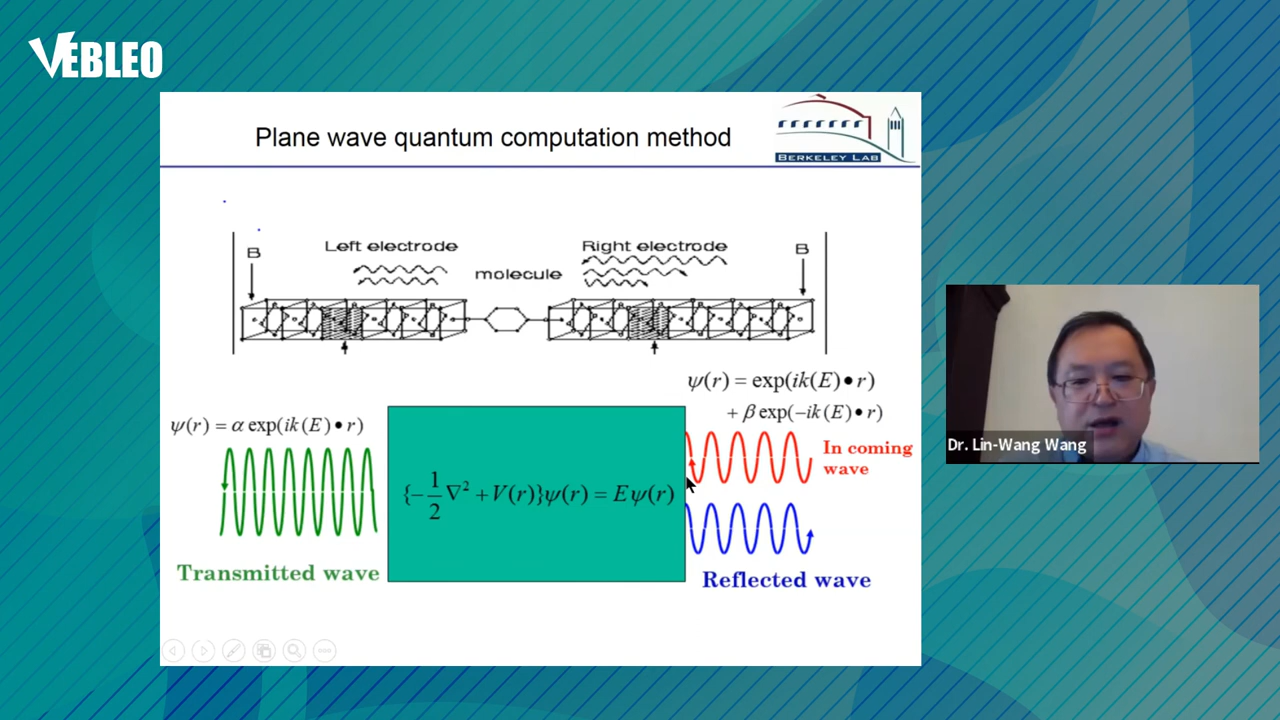 VEBLEO
Plane wave quantum computation method
BERKELEY LAB
B
Left electrode
molecule
Right electrode
B
ψ(r) = α exp(ik(E)•r)
{-1/2 ∇² + V(r)}ψ(r) = Eψ(r)
ψ(r) = exp(ik(E)•r)
+ β exp(-ik(E)•r)
In coming
wave
Transmitted wave
Reflected wave
Dr. Lin-Wang Wang